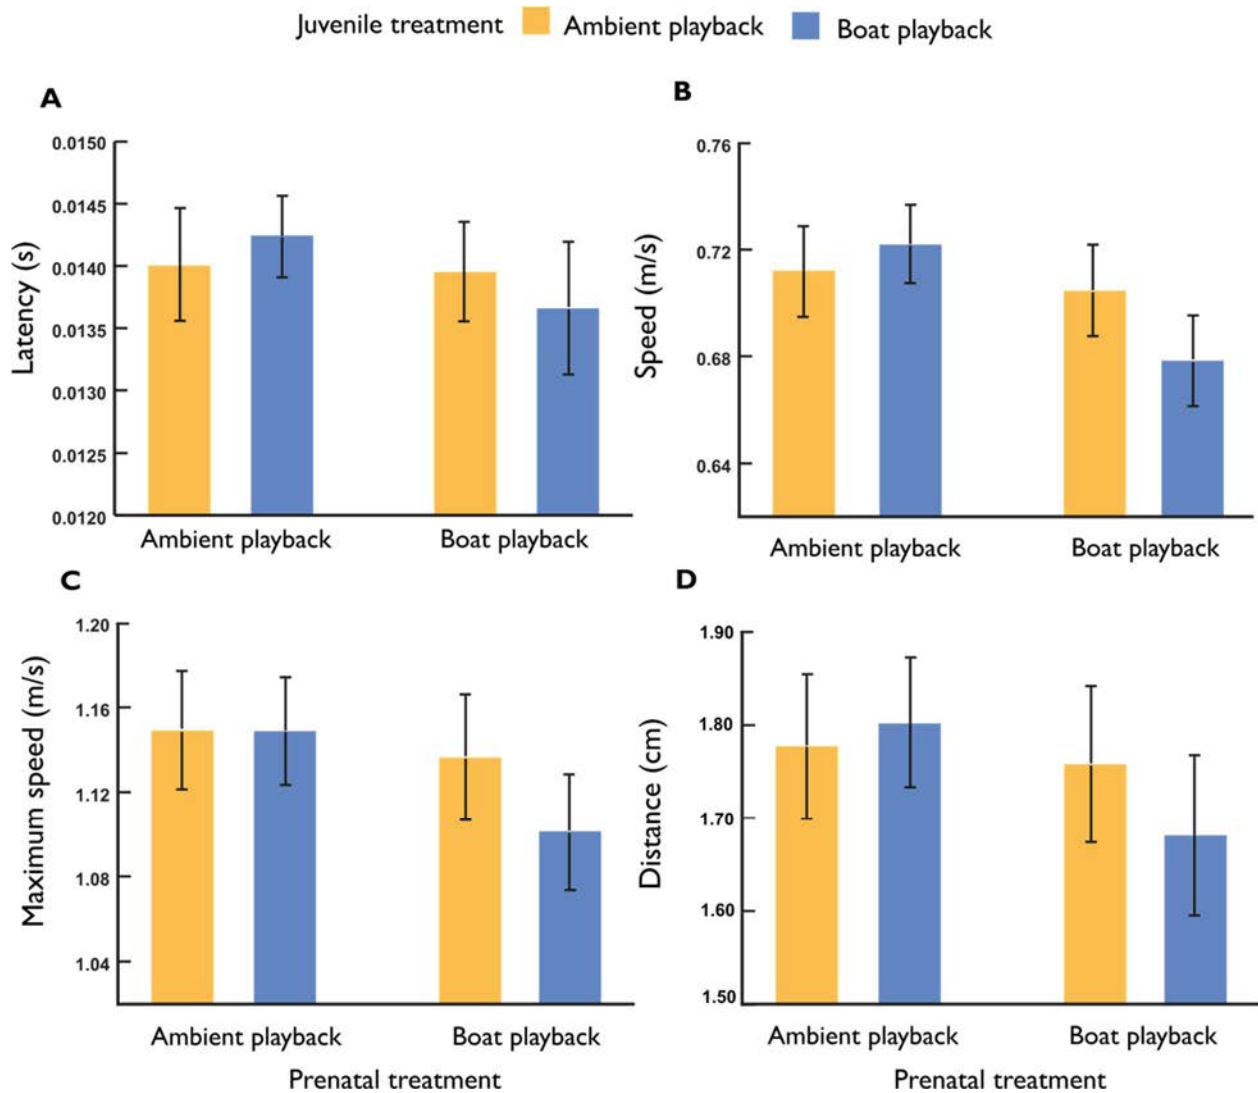 Juvenile treatment Ambient playback Boat playback
A
0.0150
0.0145
0.0140
0.0135
0.0130
0.0125
0.0120
Latency (s)
Ambient playback Boat playback
B
0.76
0.72
0.68
0.64
Speed (m/s)
Ambient playback Boat playback
C
1.20
1.16
1.12
1.08
1.04
Maximum speed (m/s)
Ambient playback Boat playback
Prenatal treatment
D
1.90
1.80
1.70
1.60
1.50
Distance (cm)
Ambient playback Boat playback
Prenatal treatment